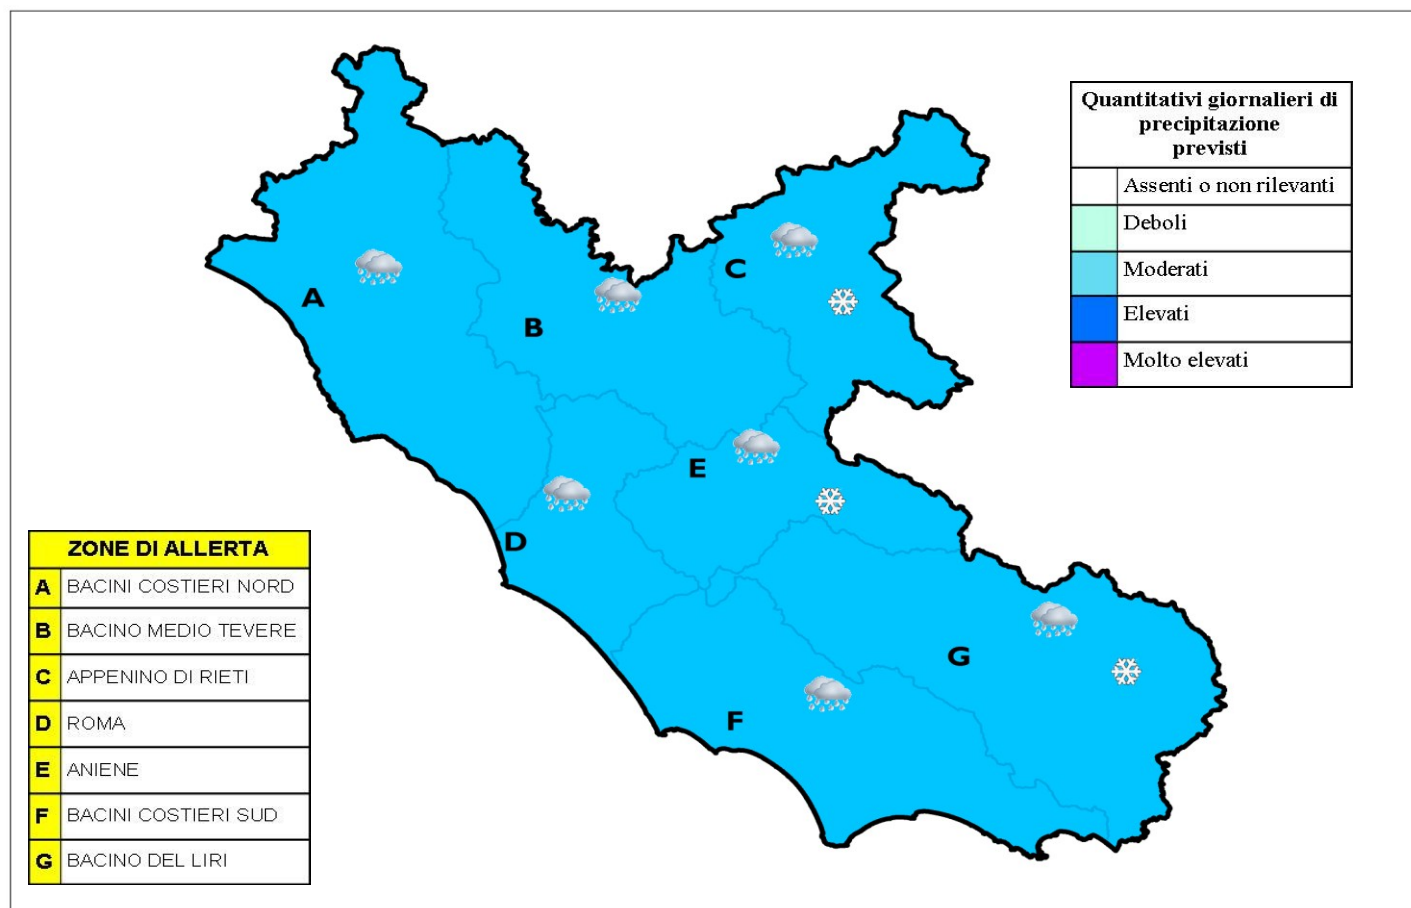 Quantitativi giornalieri di
precipitazione
previsti
Assenti o non rilevanti
Deboli
Moderati
Elevati
Molto elevati
A
B
C
D
E
F
G
ZONE DI ALLERTA
A BACINI COSTIERI NORD
B BACINO MEDIO TEVERE
C APPENINO DI RIETI
D ROMA
E ANIENE
F BACINI COSTIERI SUD
G BACINO DEL LIRI